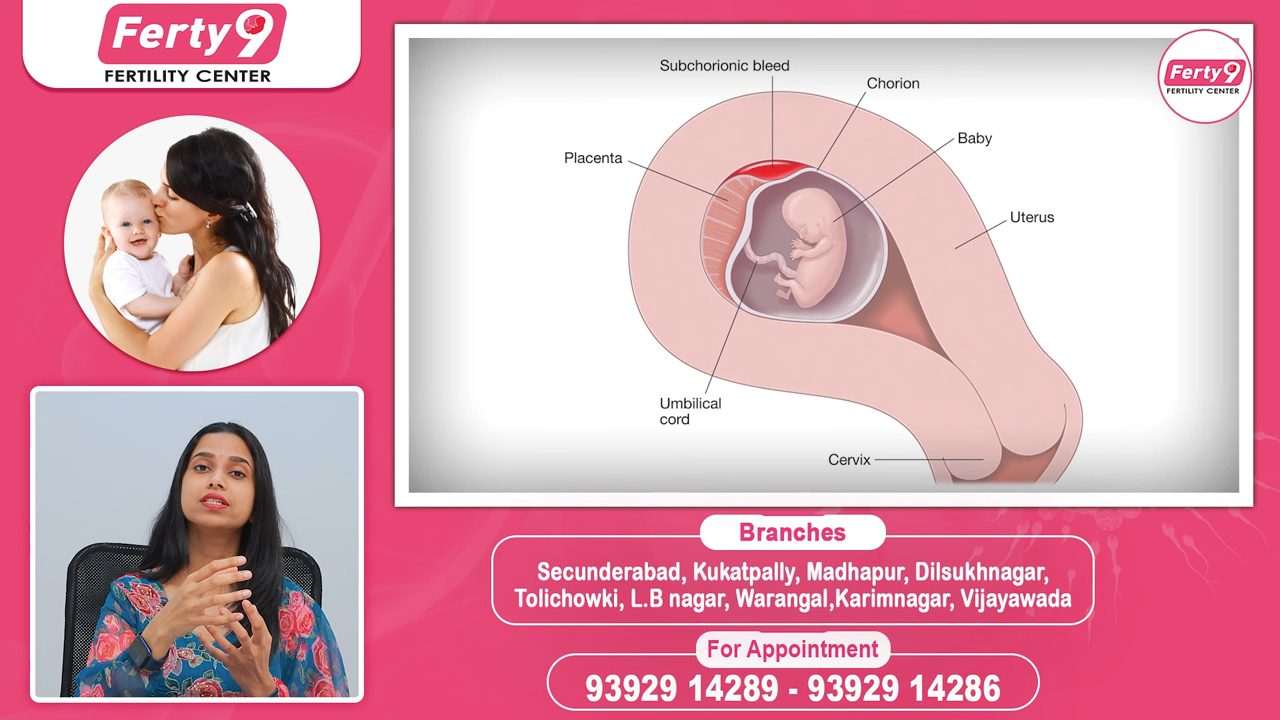 Ferty9
FERTILITY CENTER
Subchorionic bleed
Chorion
Baby
Placenta
Uterus
Umbilical
cord
Cervix
Ferty9
FERTILITY CENTER
Branches
Secunderabad, Kukatpally, Madhapur, Dilsukhnagar,
Tolichowki, L.B nagar, Warangal,Karimnagar, Vijayawada
For Appointment
93929 14289 - 93929 14286